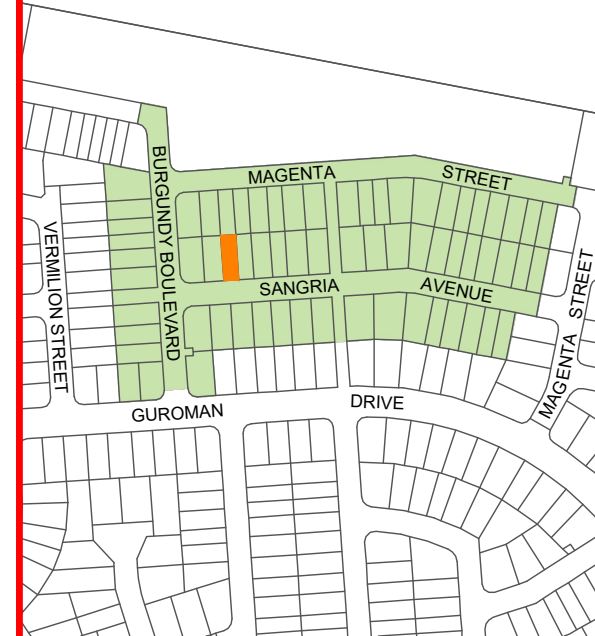 MAGENTA STREET
BURGUNDY BOULEVARD
VERMILION STREET
SANGRIA AVENUE
MAGENTA STREET
GUROMAN DRIVE